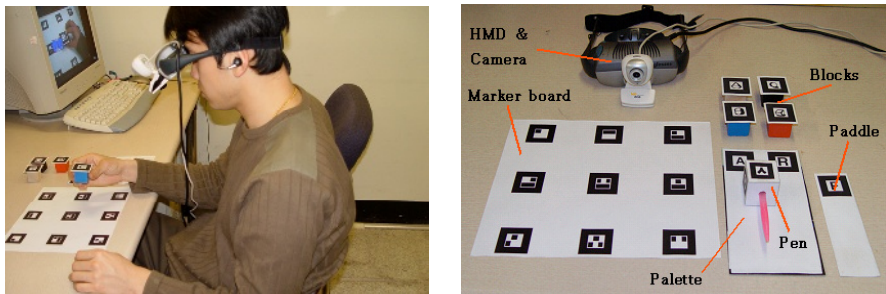 HMD &
Camera
Marker board
Blocks
Paddle
A
R
Pen
Palette